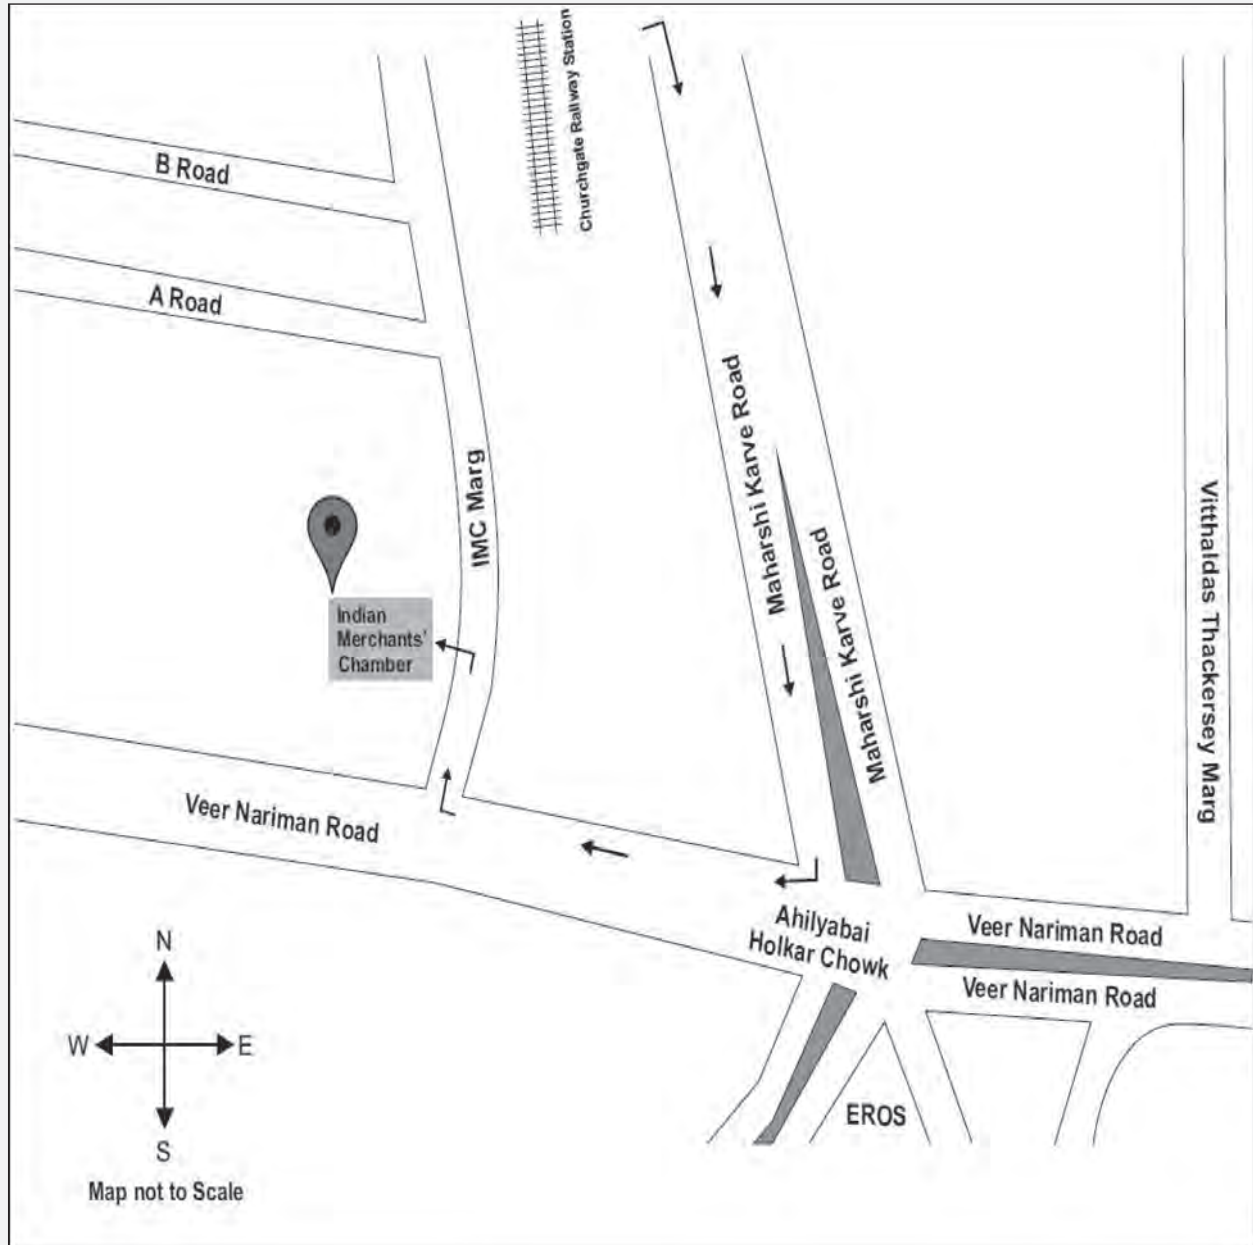 Churchgate Railway Station
B Road
A Road
IMC Marg
Maharshi Karve Road
Maharshi Karve Road
Vitthaldas Thackersey Marg
Indian
Merchants'
Chamber
Veer Nariman Road
Ahilyabai
Holkar Chowk
Veer Nariman Road
Veer Nariman Road
EROS
N
W
E
S
Map not to Scale